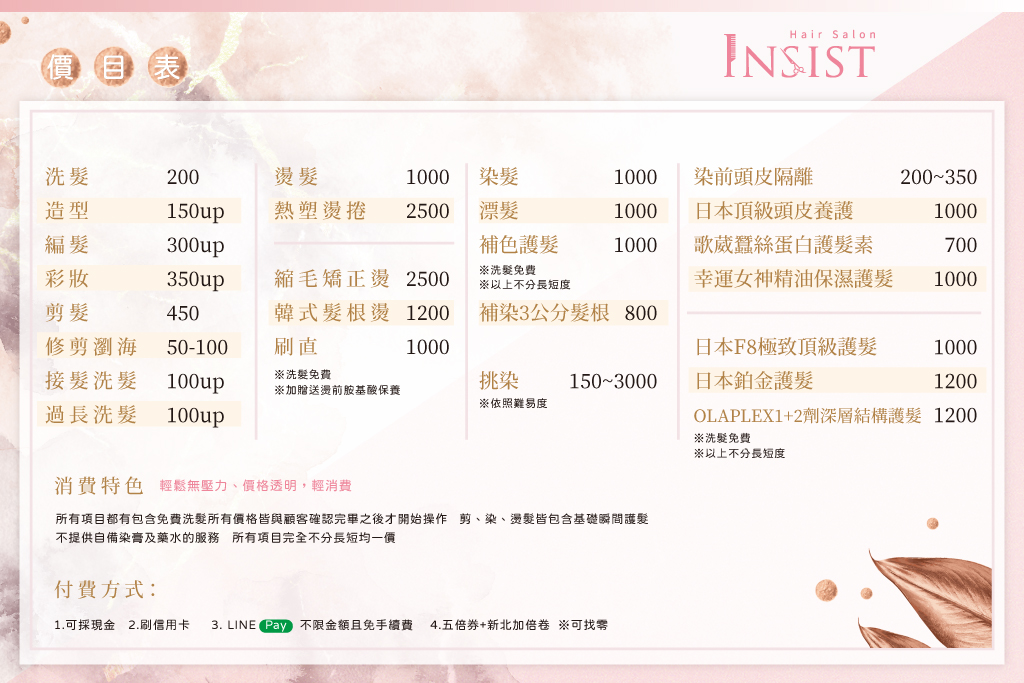 價目表
Hair Salon
INSIST
洗髮 200
造型 150up
編髮 300up
彩妝 350up
剪髮 450
修剪瀏海 50-100
接髮洗髮 100up
過長洗髮 100up
燙髮 1000
熱塑燙捲 2500
縮毛矯正燙 2500
韓式髮根燙 1200
刷直 1000
※洗髮免費
※加贈送燙前胺基酸保養
染髮 1000
漂髮 1000
補色護髮 1000
※洗髮免費
※以上不分長短度
補染3公分髮根 800
挑染 150~3000
※依照難易度
染前頭皮隔離 200~350
日本頂級頭皮養護 1000
歌薇蠶絲蛋白護髮素 700
幸運女神精油保濕護髮 1000
日本F8極致頂級護髮 1000
日本鉑金護髮 1200
OLAPLEX1+2劑深層結構護髮 1200
※洗髮免費
※以上不分長短度
消費特色 輕鬆無壓力、價格透明，輕消費
所有項目都有包含免費洗髮所有價格皆與顧客確認完畢之後才開始操作 剪、染、燙髮皆包含基礎瞬間護髮
不提供自備染膏及藥水的服務 所有項目完全不分長短均一價
付費方式：
1.可採現金 2.刷信用卡 3. LINE Pay 不限金額且免手續費 4.五倍券+新北加倍卷 ※可找零